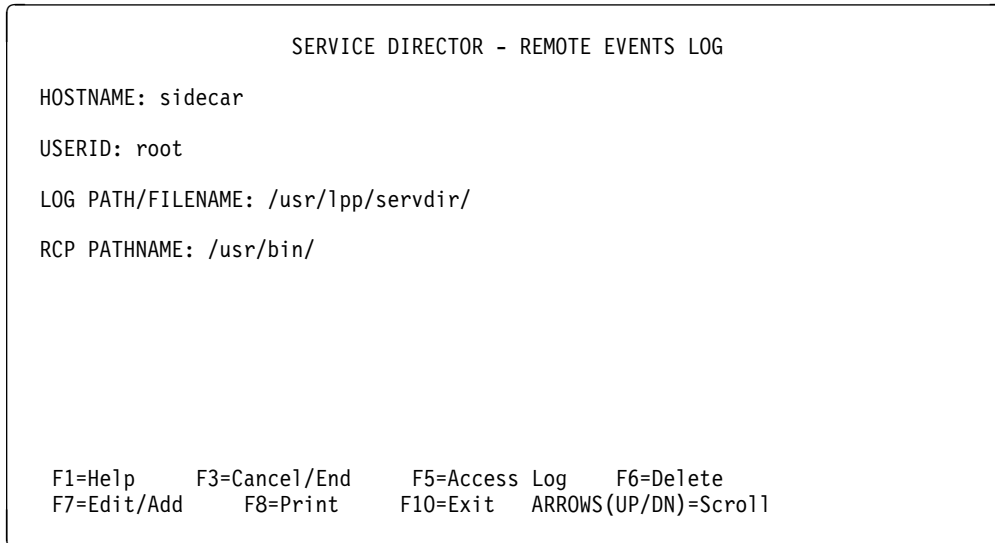 SERVICE DIRECTOR - REMOTE EVENTS LOG
HOSTNAME: sidecar
USERID: root
LOG PATH/FILENAME: /usr/lpp/servdir/
RCP PATHNAME: /usr/bin/
F1=Help F3=Cancel/End F5=Access Log F6=Delete
F7=Edit/Add F8=Print F10=Exit ARROWS(UP/DN)=Scroll